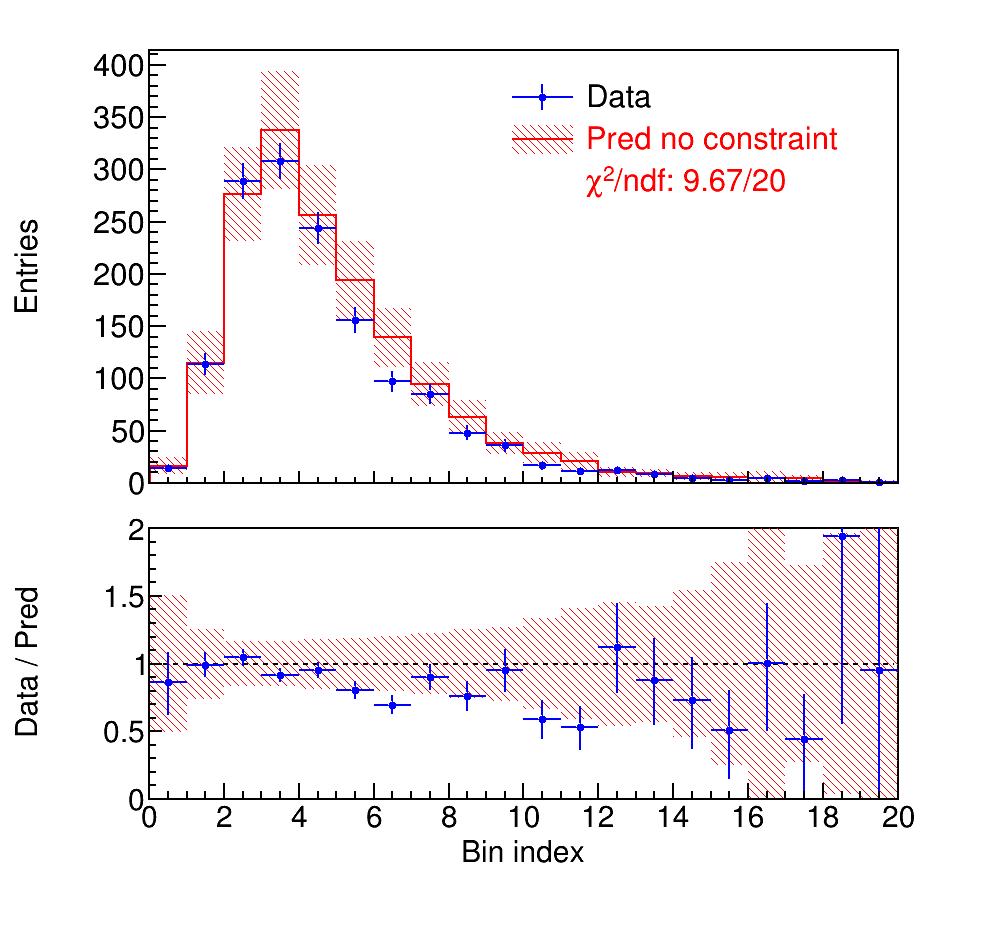 Entries
400
350
300
250
200
150
100
50
0
Data
Pred no constraint
χ²/ndf: 9.67/20
Data / Pred
2
1.5
1
0.5
0
0 2 4 6 8 10 12 14 16 18 20
Bin index